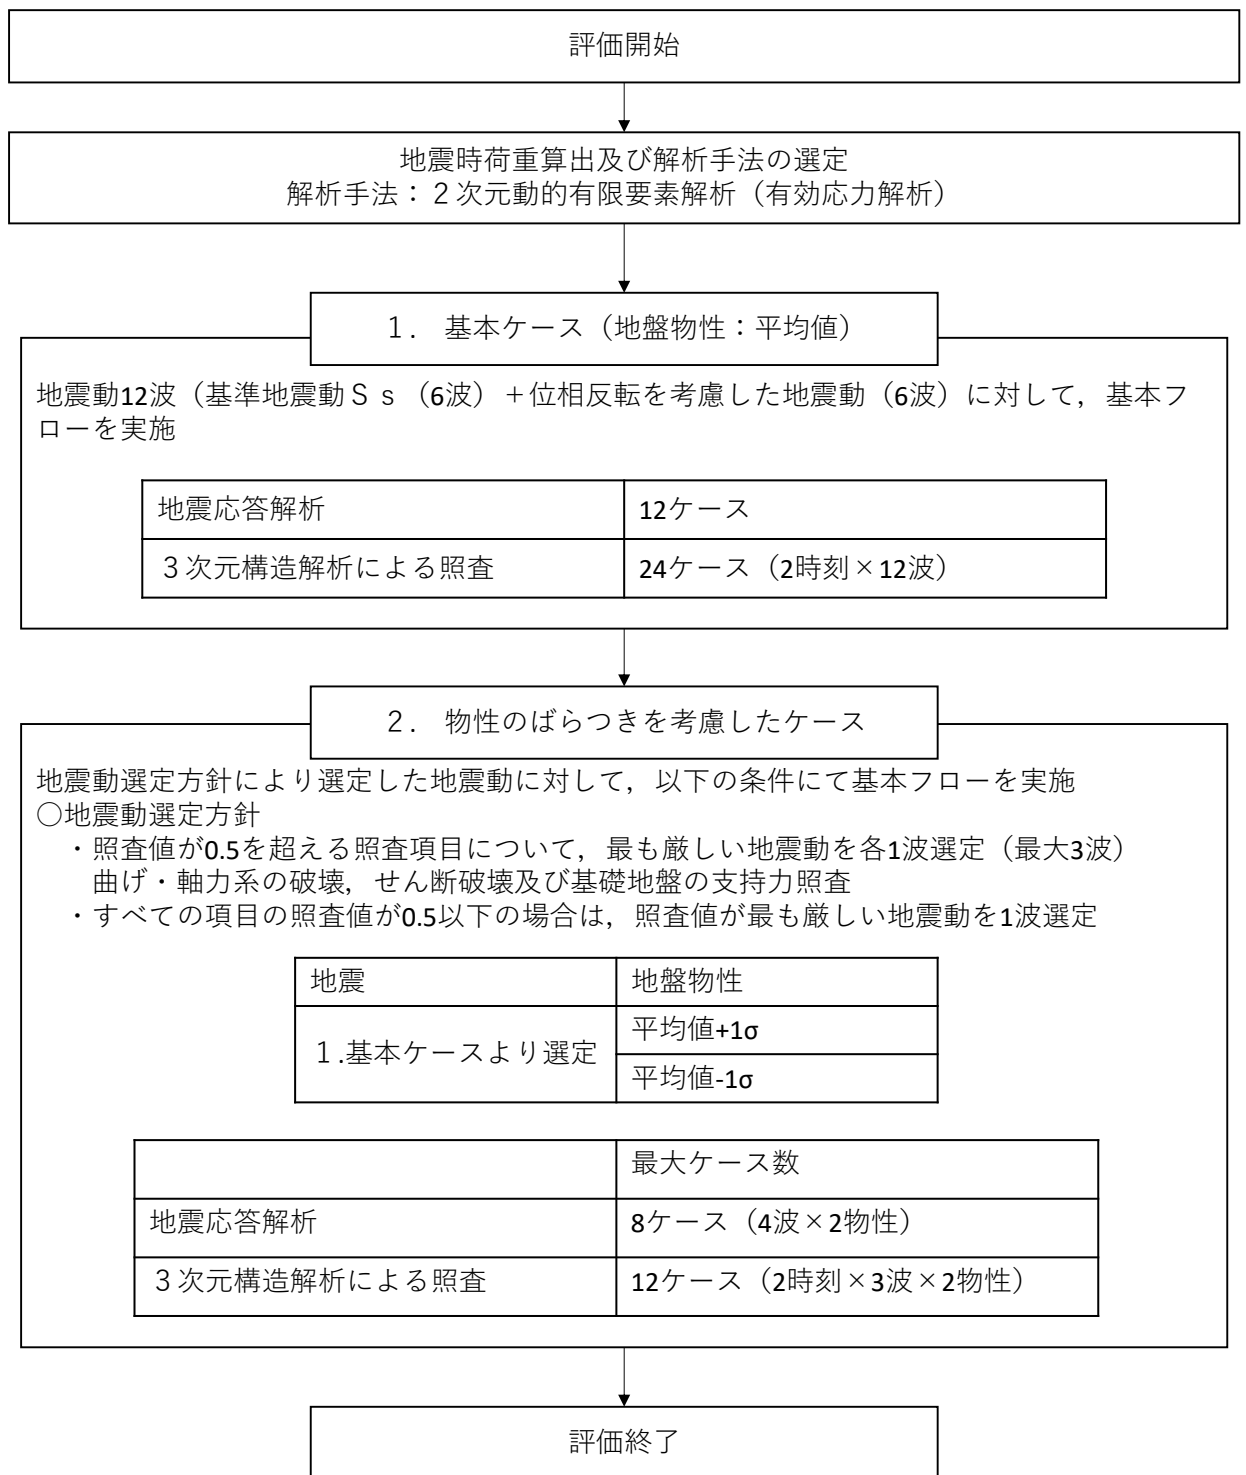 評価開始
地震時荷重算出及び解析手法の選定
解析手法：２次元動的有限要素解析（有効応力解析）
１． 基本ケース（地盤物性：平均値）
地震動12波（基準地震動Ｓｓ（6波）＋位相反転を考慮した地震動（6波）に対して，基本フ
ローを実施
地震応答解析 12ケース
３次元構造解析による照査 24ケース（2時刻×12波）
２． 物性のばらつきを考慮したケース
地震動選定方針により選定した地震動に対して，以下の条件にて基本フローを実施
○地震動選定方針
・照査値が0.5を超える照査項目について，最も厳しい地震動を各1波選定（最大3波）
曲げ・軸力系の破壊，せん断破壊及び基礎地盤の支持力照査
・すべての項目の照査値が0.5以下の場合は，照査値が最も厳しい地震動を1波選定
地震 地盤物性
１.基本ケースより選定 平均値+1σ
平均値-1σ
最大ケース数
地震応答解析 8ケース（4波×2物性）
３次元構造解析による照査 12ケース（2時刻×3波×2物性）
評価終了